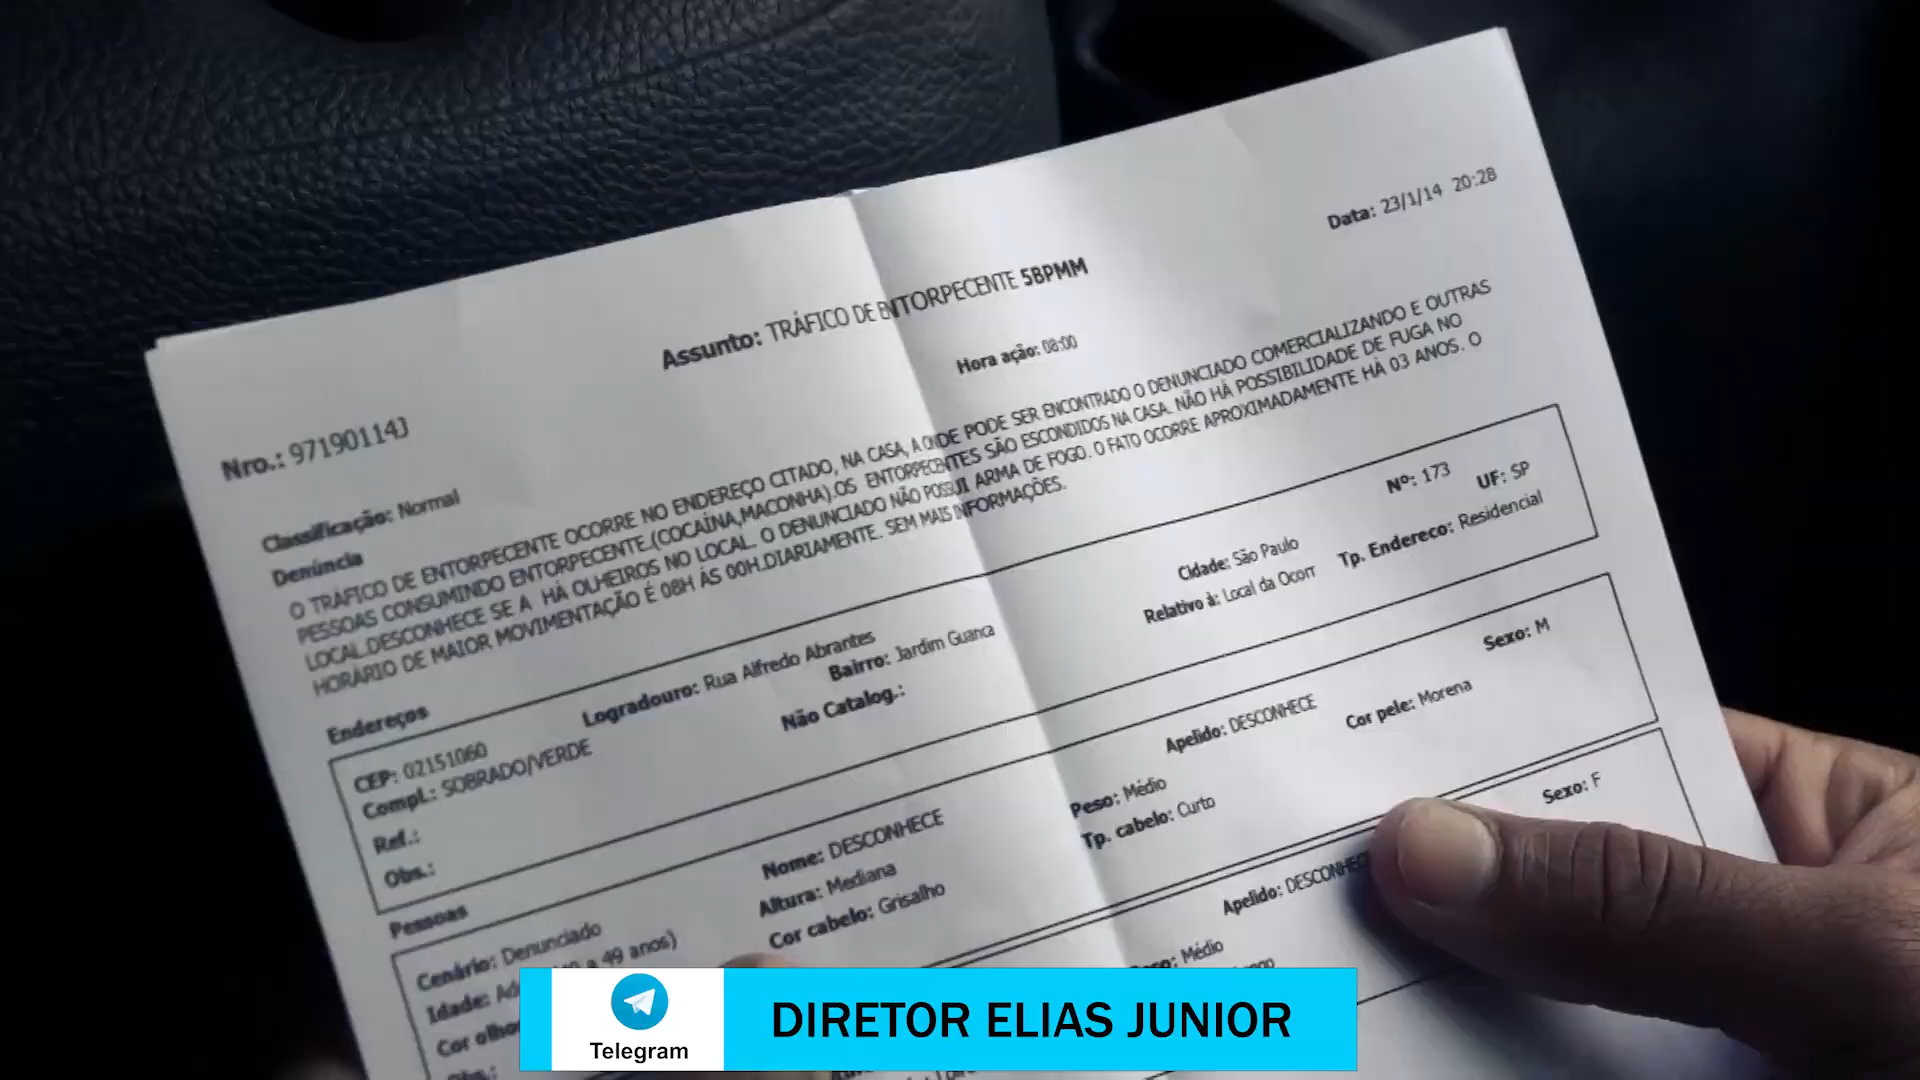 Data: 23/1/14 20:28
Assunto: TRÁFICO DE ENTORPECENTE 5BPMM
Nro.: 97190114J
Hora ação: 08:00
Classificação: Normal
Denúncia
O TRÁFICO DE ENTORPECENTE OCORRE NO ENDEREÇO CITADO, NA CASA, A ONDE PODE SER ENCONTRADO O DENUNCIADO COMERCIALIZANDO E OUTRAS
PESSOAS CONSUMINDO ENTORPECENTE.(COCAÍNA,MACONHA).OS ENTORPECENTES SÃO ESCONDIDOS NA CASA. NÃO HÁ POSSIBILIDADE DE FUGA NO
LOCAL.DESCONHECE SE A HÁ OLHEIROS NO LOCAL. O DENUNCIADO NÃO POSSUI ARMA DE FOGO. O FATO OCORRE APROXIMADAMENTE HÁ 03 ANOS. O
HORÁRIO DE MAIOR MOVIMENTAÇÃO É 08H ÀS 00H.DIARIAMENTE. SEM MAIS INFORMAÇÕES.
Endereços
CEP: 02151060 Logradouro: Rua Alfredo Abrantes Nº: 173
Compl.: SOBRADO/VERDE Bairro: Jardim Guanca Cidade: São Paulo UF: SP
Ref.: Não Catalog.: Relativo à: Local da Ocorr Tp. Endereco: Residencial
Obs.:
Pessoas
Cenário: Denunciado Nome: DESCONHECE Apelido: DESCONHECE Sexo: M
Idade: a 49 anos) Altura: Mediana Peso: Médio Cor pele: Morena
Cor Cor cabelo: Grisalho Tp. cabelo: Curto
Obs.:
Apelido: Sexo: F
Médio
Telegram
DIRETOR ELIAS JUNIOR